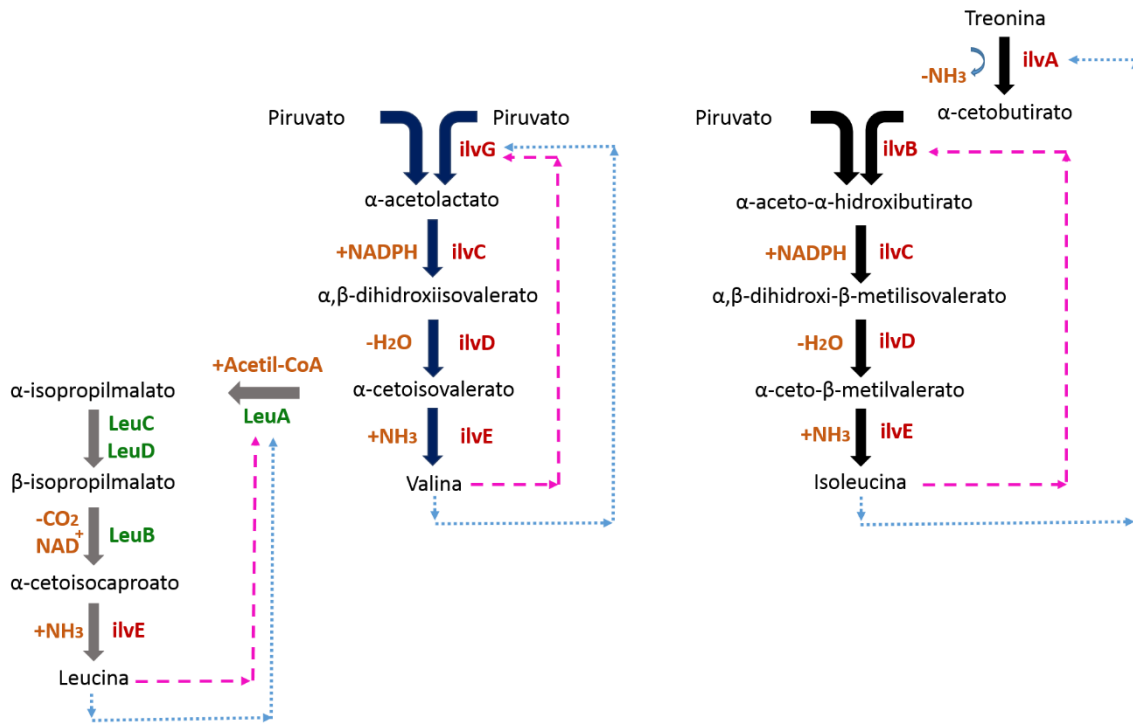 Treonina
-NH3
ilvA
α-cetobutirato
Piruvato
Piruvato
ilvG
α-acetolactato
+NADPH
ilvC
α,β-dihidroxiisovalerato
-H2O
ilvD
α-cetoisovalerato
+NH3
ilvE
Valina
+Acetil-CoA
LeuA
α-isopropilmalato
LeuC
LeuD
β-isopropilmalato
-CO2
NAD+
LeuB
α-cetoisocaproato
+NH3
ilvE
Leucina
Piruvato
ilvB
α-aceto-α-hidroxibutirato
+NADPH
ilvC
α,β-dihidroxi-β-metilisovalerato
-H2O
ilvD
α-ceto-β-metilvalerato
+NH3
ilvE
Isoleucina